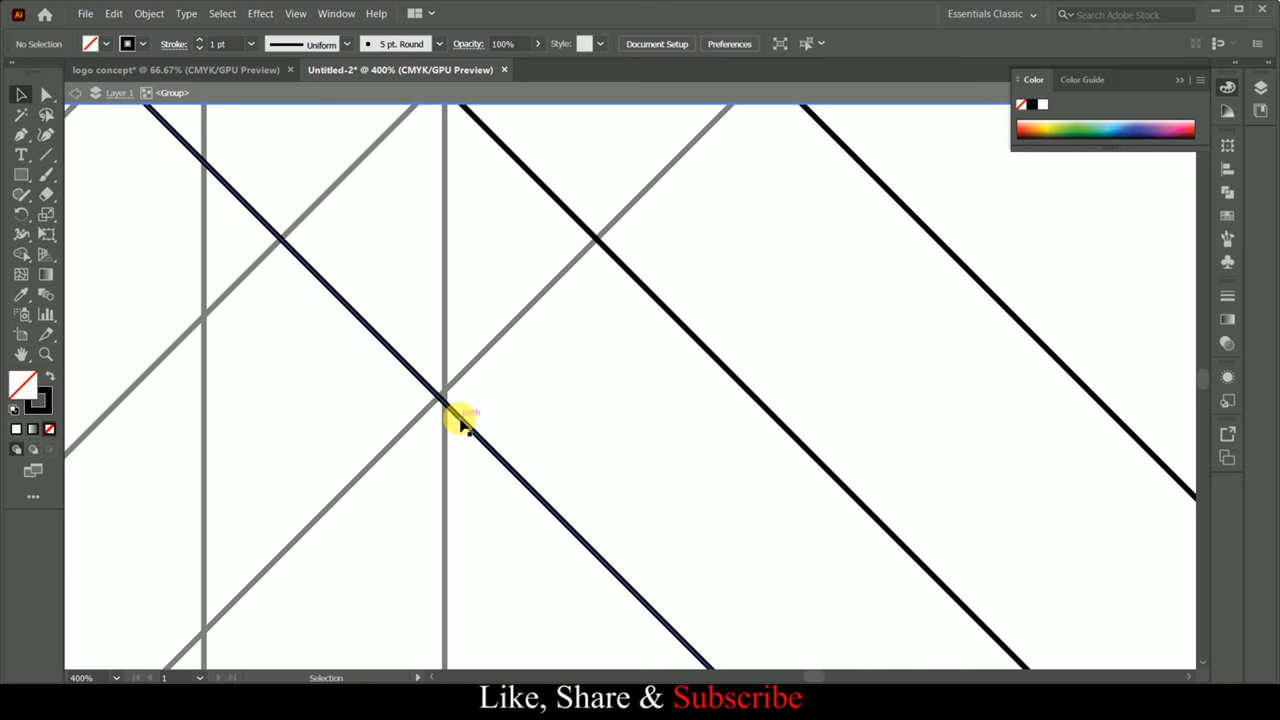 Ai File Edit Object Type Select Effect View Window Help Essentials Classic Search Adobe Stock
No Selection Stroke: 1 pt Uniform 5 pt. Round Opacity: 100% Style: Document Setup Preferences
logo concept* @ 66.67% (CMYK/GPU Preview) × Untitled-2* @ 400% (CMYK/GPU Preview) ×
Color Color Guide
Layer 1 <Group>
path
400% 1 Selection
Like, Share & Subscribe